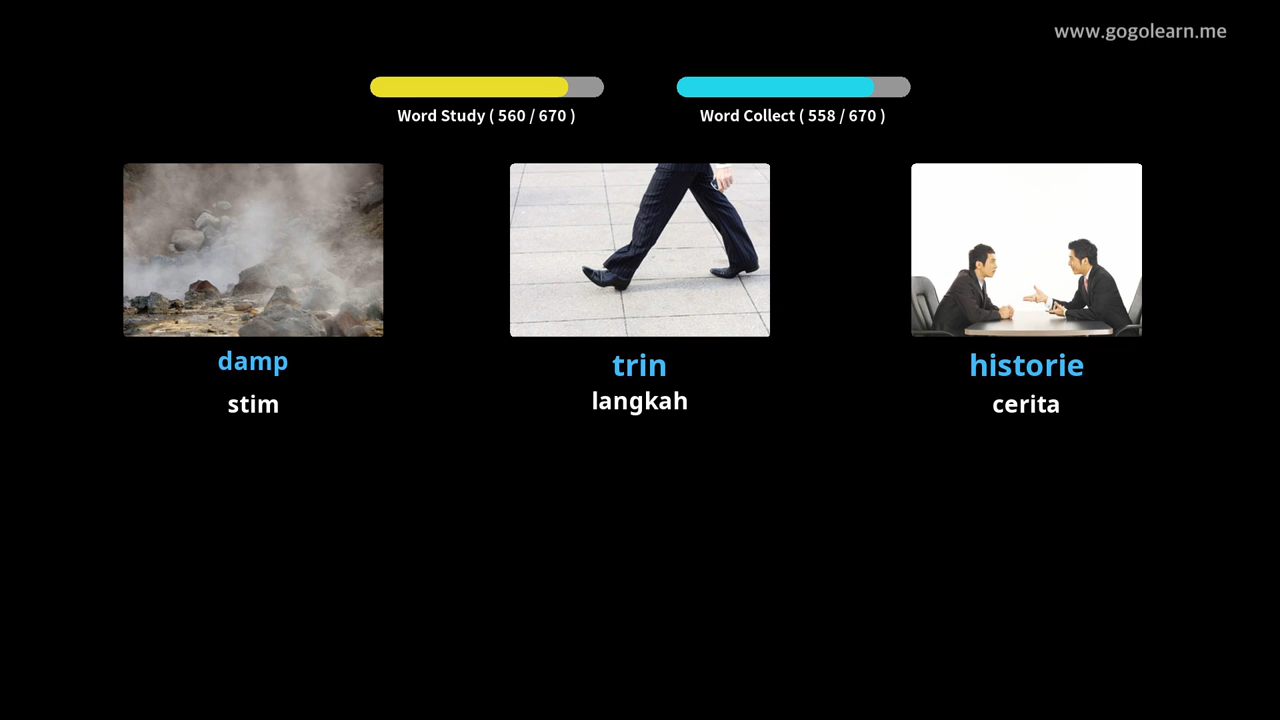 www.gogolearn.me
Word Study ( 560 / 670 )
Word Collect ( 558 / 670 )
damp
stim
trin
langkah
historie
cerita